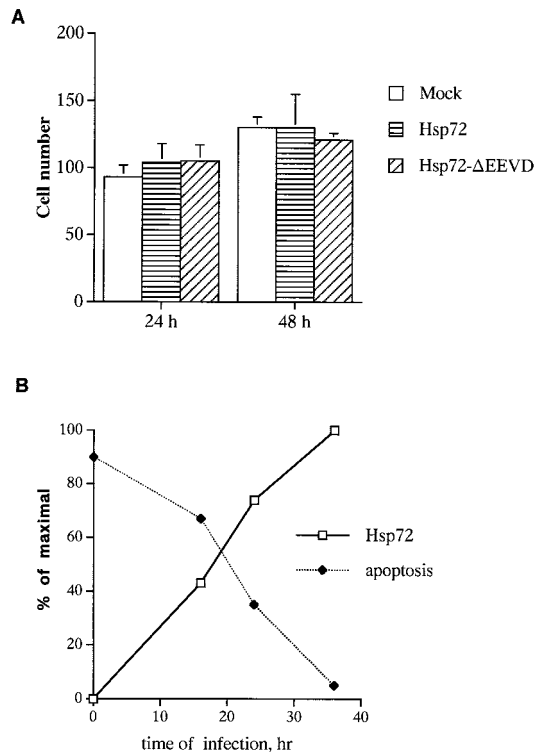 A
200
150
100
50
0
Cell number
24 h
48 h
Mock
Hsp72
Hsp72-ΔEEVD
B
100
80
60
40
20
0
% of maximal
0 10 20 30 40
time of infection, hr
Hsp72
apoptosis